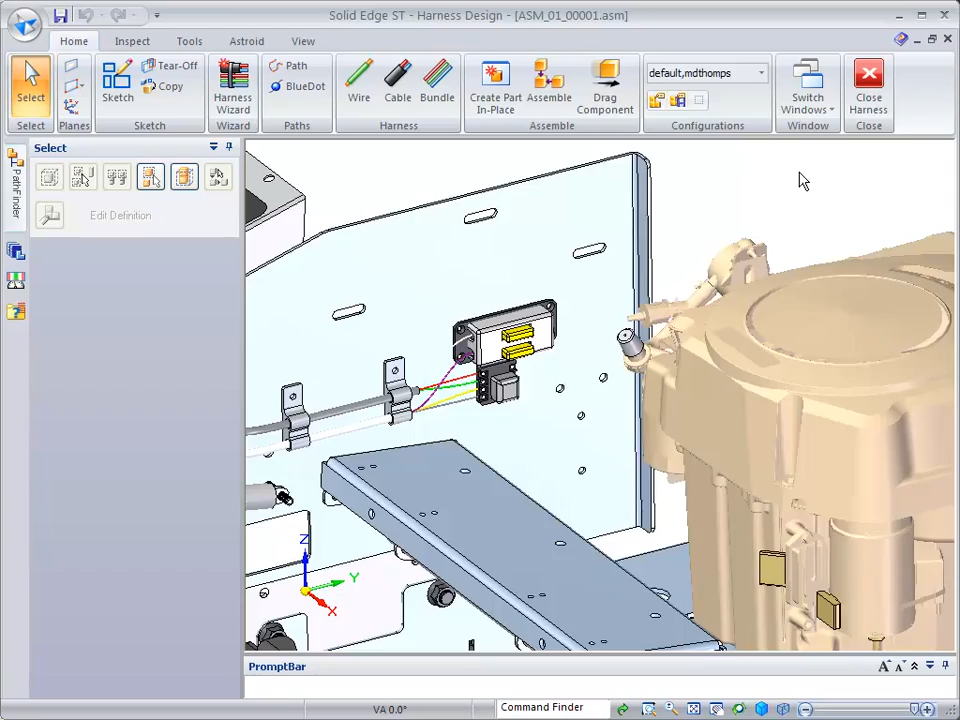 Solid Edge ST - Harness Design - [ASM_01_00001.asm]
Home Inspect Tools Astroid View
Select
Select
Planes
Sketch
Tear-Off
Copy
Sketch
Harness Wizard
Wizard
Path
BlueDot
Paths
Wire
Cable
Bundle
Harness
Create Part In-Place
Assemble
Drag Component
Assemble
default,mdthomps
Configurations
Switch Windows
Window
Close Harness
Close
PathFinder
Select
Edit Definition
Z
Y
X
PromptBar
VA 0.0°
Command Finder